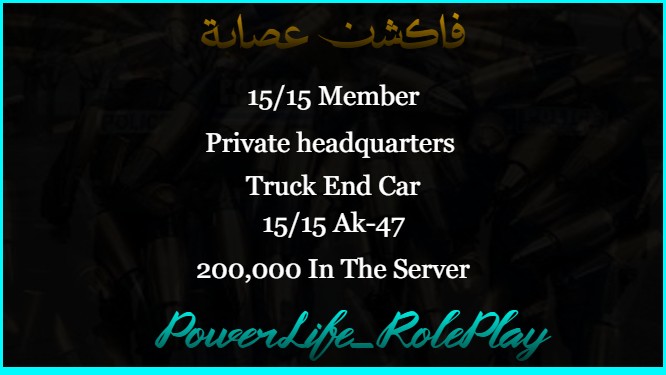 فاكشن عصابة
15/15 Member
Private headquarters
Truck End Car
15/15 Ak-47
200,000 In The Server
PowerLife_RolePlay